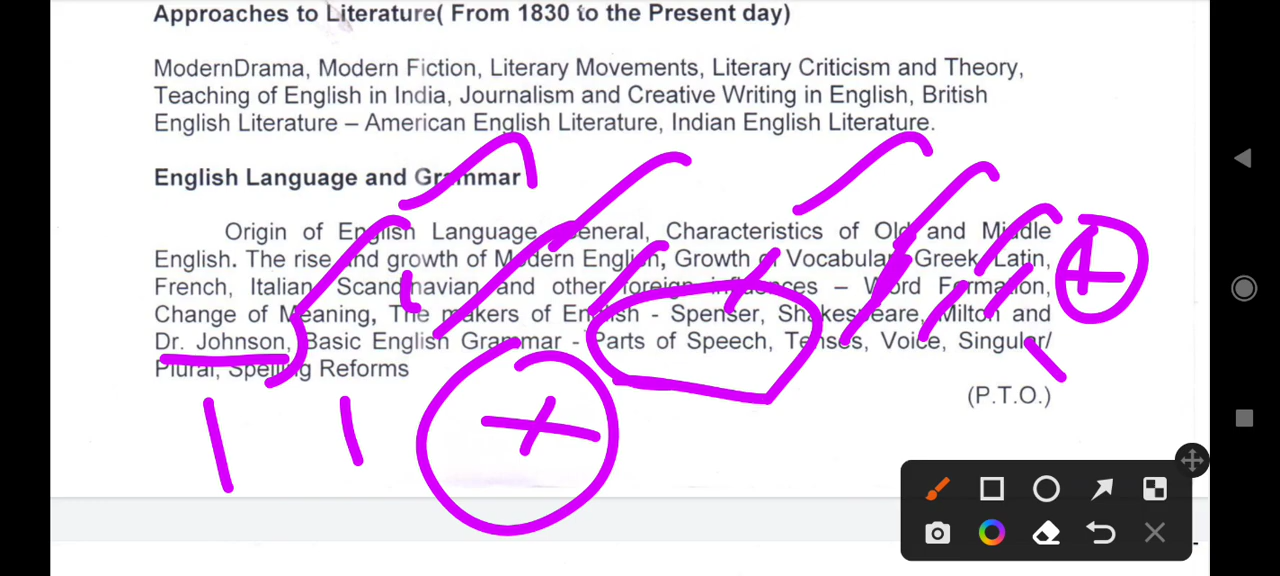 Approaches to Literature( From 1830 to the Present day)
ModernDrama, Modern Fiction, Literary Movements, Literary Criticism and Theory,
Teaching of English in India, Journalism and Creative Writing in English, British
English Literature – American English Literature, Indian English Literature.
English Language and Grammar
Origin of English Language General, Characteristics of Old and Middle
English. The rise and growth of Modern English, Growth of Vocabulary Greek, Latin,
French, Italian, Scandinavian and other foreign influences – Word Formation,
Change of Meaning, The makers of English - Spenser, Shakespeare, Milton and
Dr. Johnson, Basic English Grammar - Parts of Speech, Tenses, Voice, Singular/
Plural, Spelling Reforms
(P.T.O.)